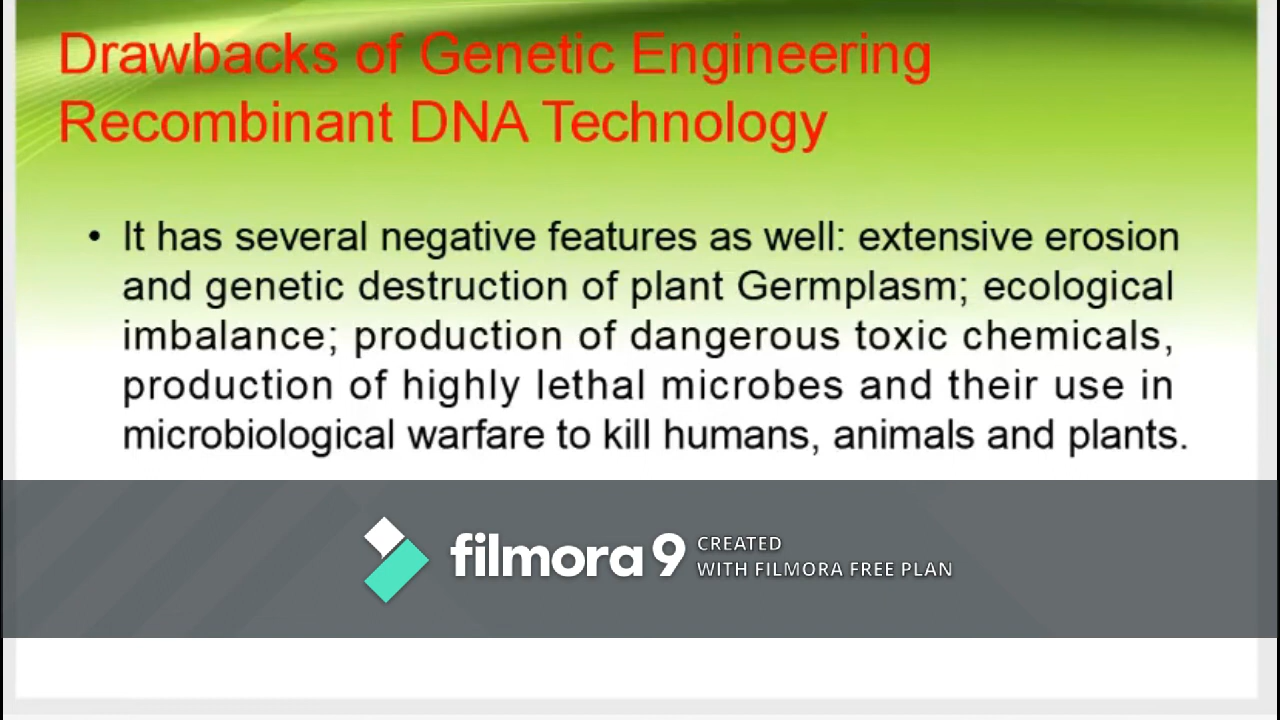 Drawbacks of Genetic Engineering
Recombinant DNA Technology
• It has several negative features as well: extensive erosion
and genetic destruction of plant Germplasm; ecological
imbalance; production of dangerous toxic chemicals,
production of highly lethal microbes and their use in
microbiological warfare to kill humans, animals and plants.
filmora 9
CREATED
WITH FILMORA FREE PLAN